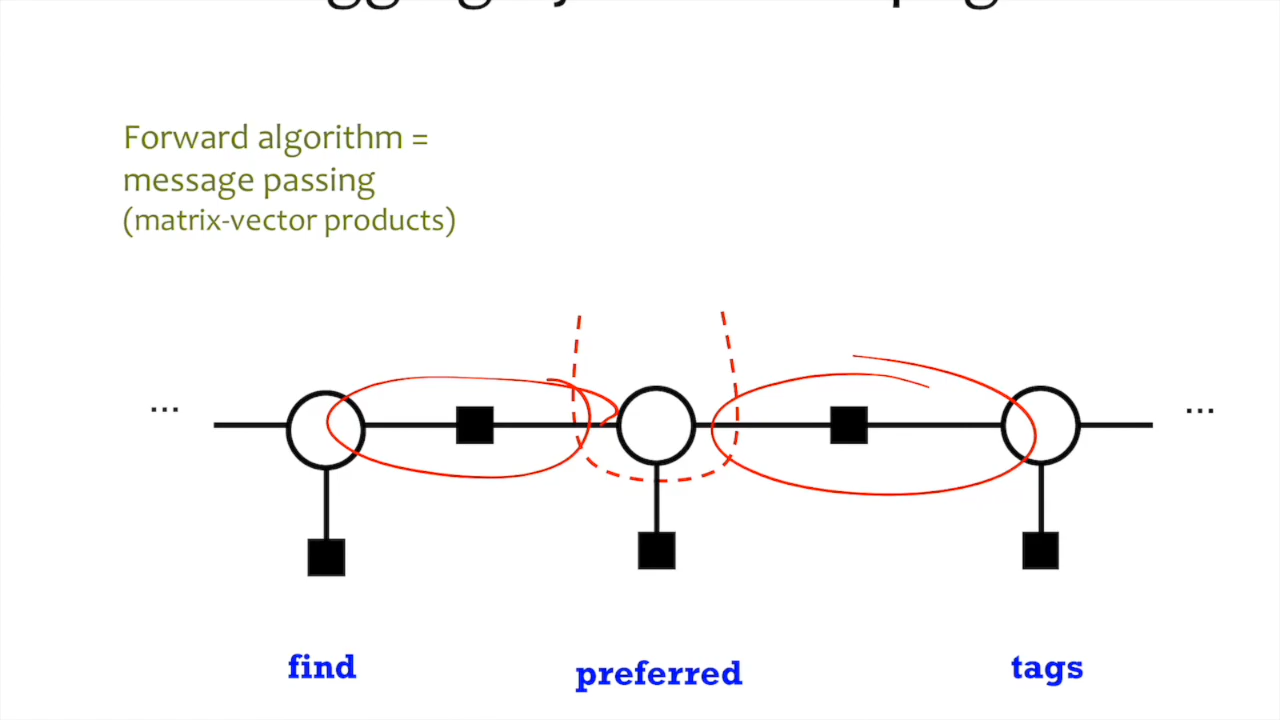 Forward algorithm =
message passing
(matrix-vector products)
... ...
find preferred tags